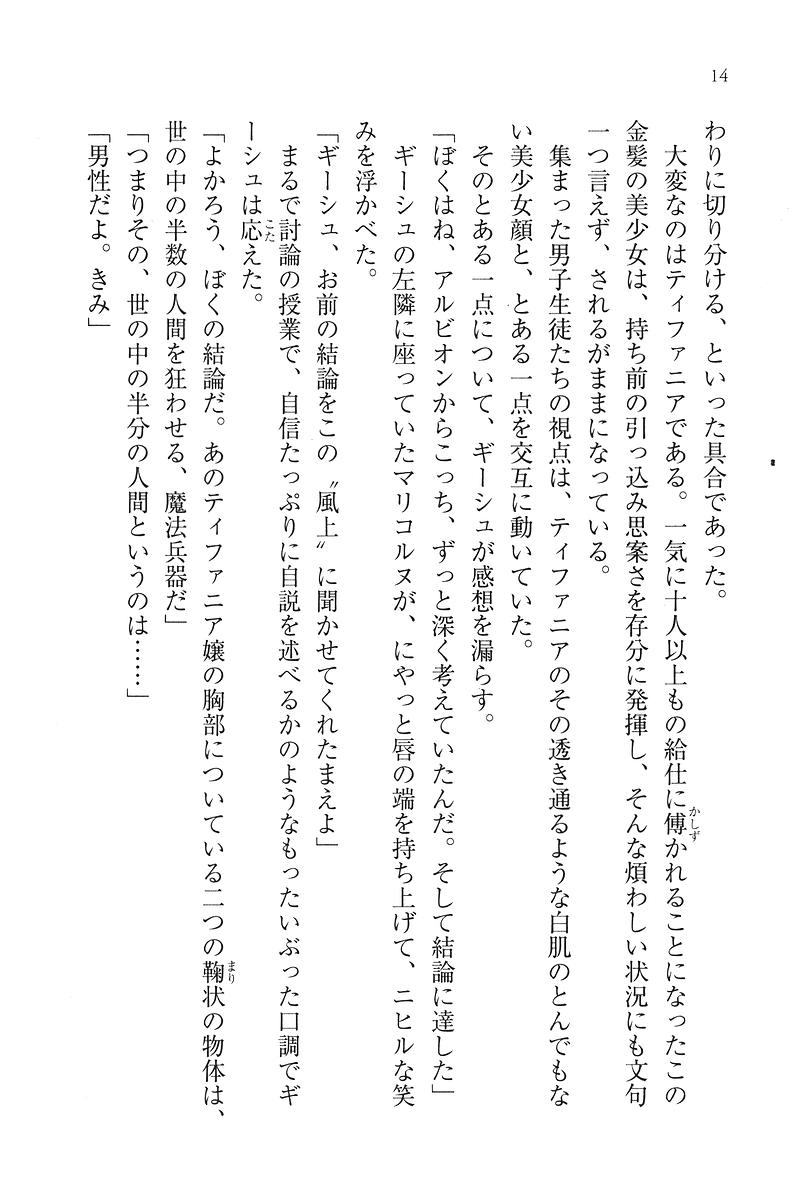 14
わりに切り分ける、といった具合であった。
大変なのはティファニアである。一気に十人以上もの給仕に傅かれることになったこの
かしず
金髪の美少女は、持ち前の引っ込み思案さを存分に発揮し、そんな煩わしい状況にも文句
一つ言えず、されるがままになっている。
集まった男子生徒たちの視点は、ティファニアのその透き通るような白肌のとんでもな
い美少女顔と、とある一点を交互に動いていた。
そのとある一点について、ギーシュが感想を漏らす。
「ぼくはね、アルビオンからこっち、ずっと深く考えていたんだ。そして結論に達した」
ギーシュの左隣に座っていたマリコルヌが、にやっと唇の端を持ち上げて、ニヒルな笑
みを浮かべた。
「ギーシュ、お前の結論をこの〝風上〟に聞かせてくれたまえよ」
まるで討論の授業で、自信たっぷりに自説を述べるかのようなもったいぶった口調でギ
ーシュは応えた。
こた
「よかろう、ぼくの結論だ。あのティファニア嬢の胸部についている二つの鞠状の物体は、
まり
世の中の半数の人間を狂わせる、魔法兵器だ」
「つまりその、世の中の半分の人間というのは……」
「男性だよ。きみ」